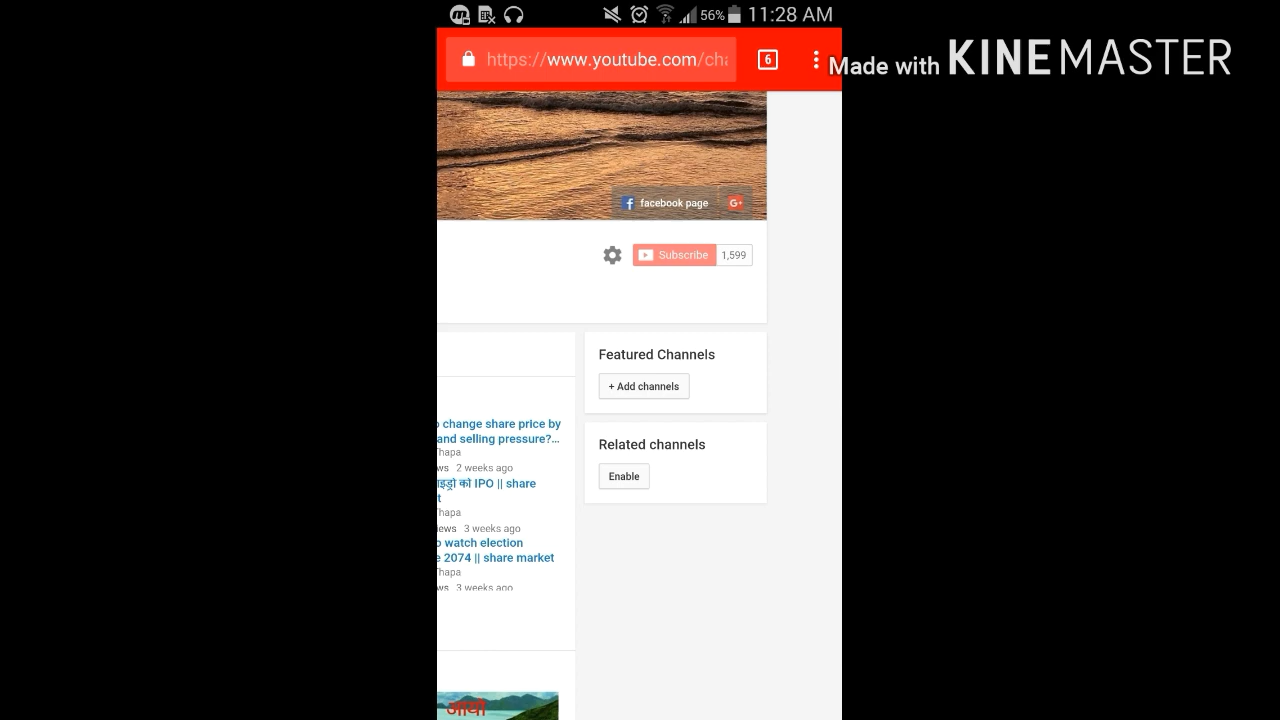 56% 11:28 AM
https://www.youtube.com/cha
6
Made with KINEMASTER
facebook page
G+
Subscribe 1,599
Featured Channels
+ Add channels
change share price by
and selling pressure?...
Thapa
2 weeks ago
को IPO || share
Thapa
3 weeks ago
watch election
2074 || share market
Thapa
3 weeks ago
Related channels
Enable
आयो